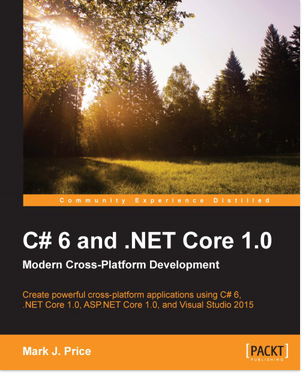 Community Experience Distilled
C# 6 and .NET Core 1.0
Modern Cross-Platform Development
Create powerful cross-platform applications using C# 6,
.NET Core 1.0, ASP.NET Core 1.0, and Visual Studio 2015
Mark J. Price
[PACKT]
PUBLISHING